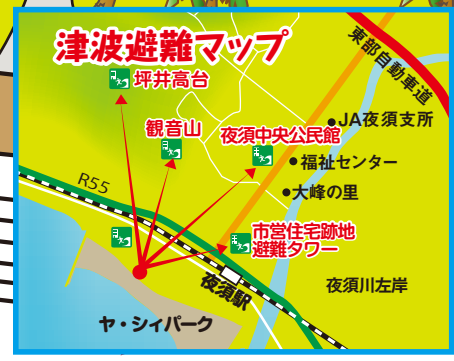 津波避難マップ
坪井高台
観音山
夜須中央公民館
東部自動車道
JA夜須支所
福祉センター
大峰の里
R55
市営住宅跡地
避難タワー
夜須駅
夜須川左岸
ヤ・シィパーク